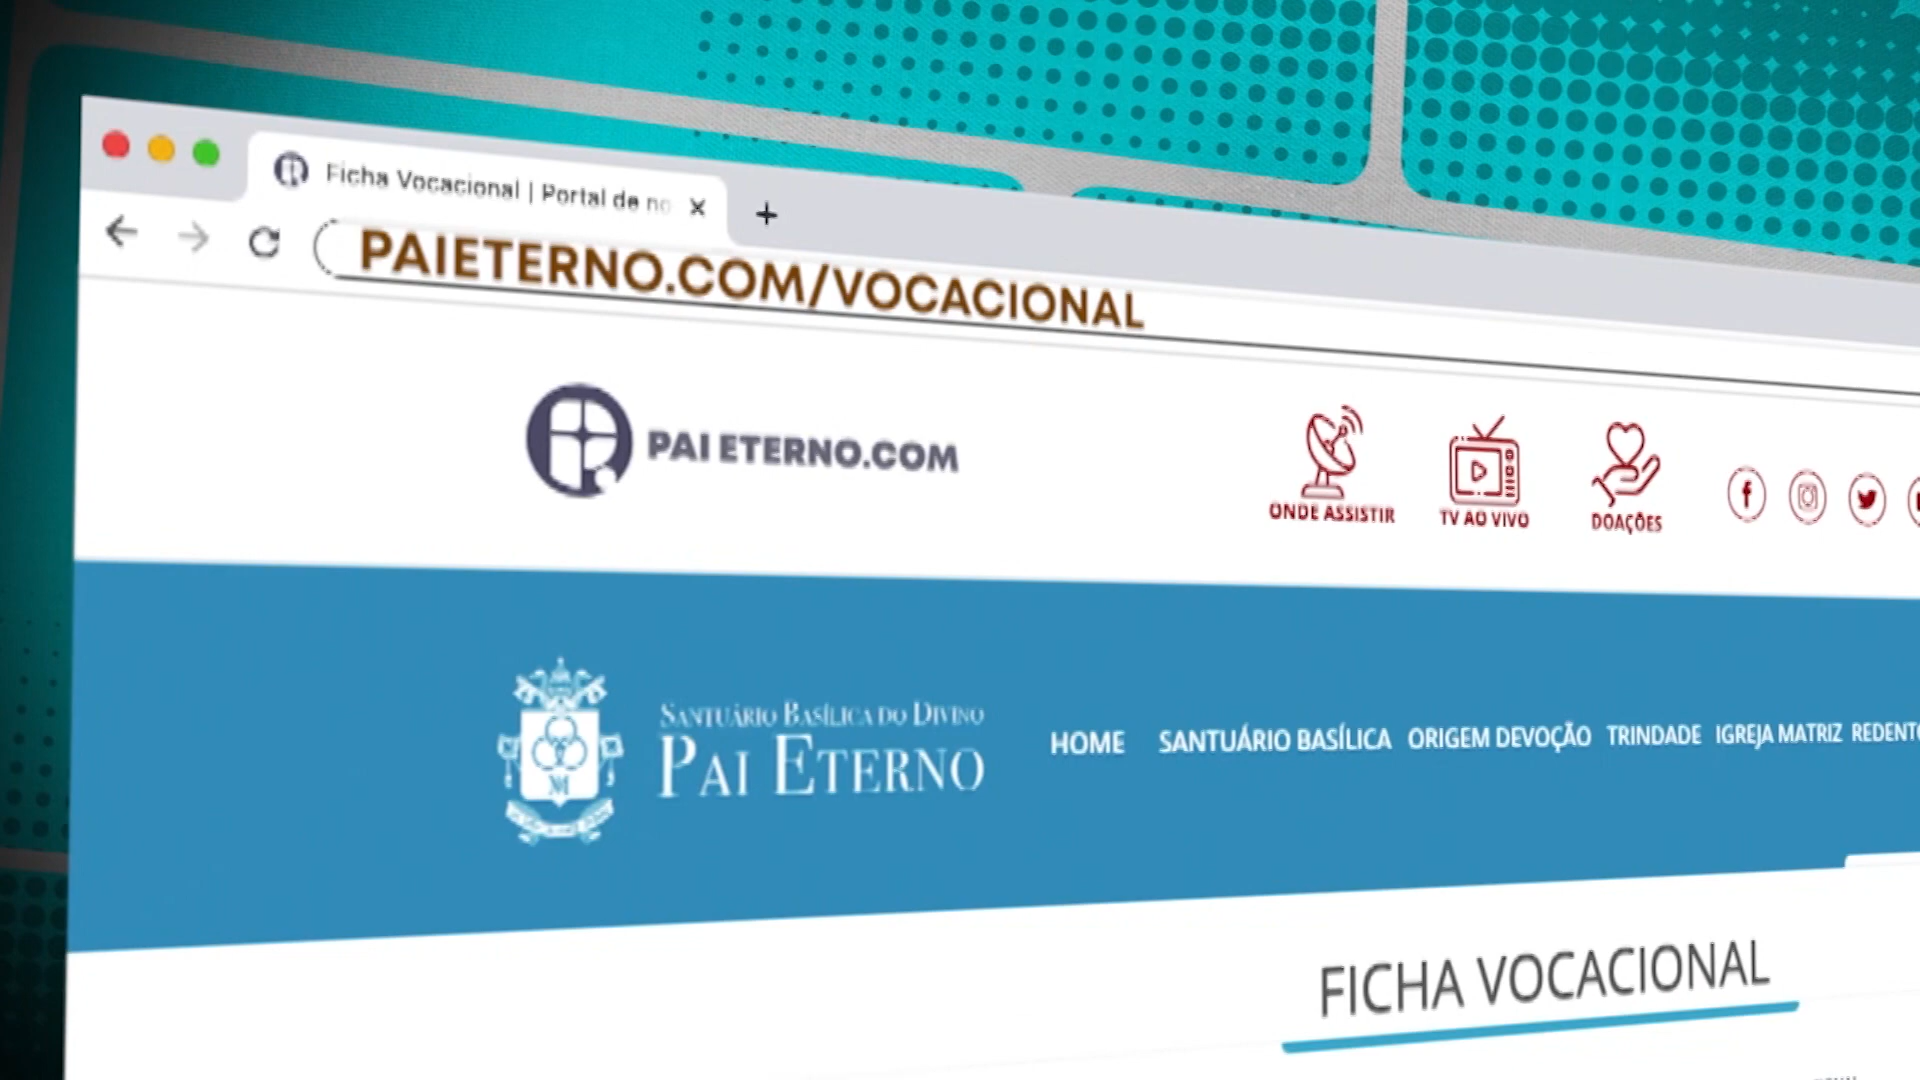 Ficha Vocacional | Portal de no
PAIETERNO.COM/VOCACIONAL
PAI ETERNO.COM
ONDE ASSISTIR
TV AO VIVO
DOAÇÕES
SANTUÁRIO BASÍLICA DO DIVINO
PAI ETERNO
HOME SANTUÁRIO BASÍLICA ORIGEM DEVOÇÃO TRINDADE IGREJA MATRIZ REDENTO
FICHA VOCACIONAL